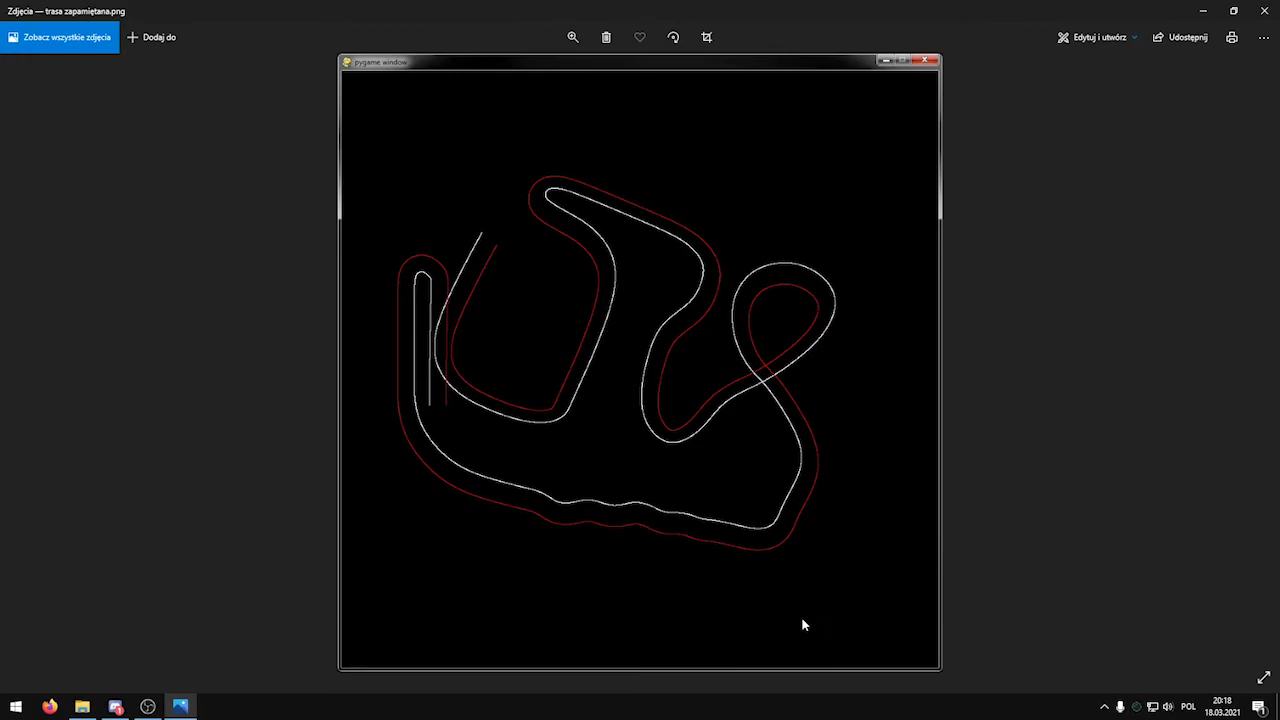 Zdjęcia — trasa zapamiętana.png
Zobacz wszystkie zdjęcia
Dodaj do
Edytuj i utwórz
Udostępnij
pygame window
POL
20:18
18.03.2021